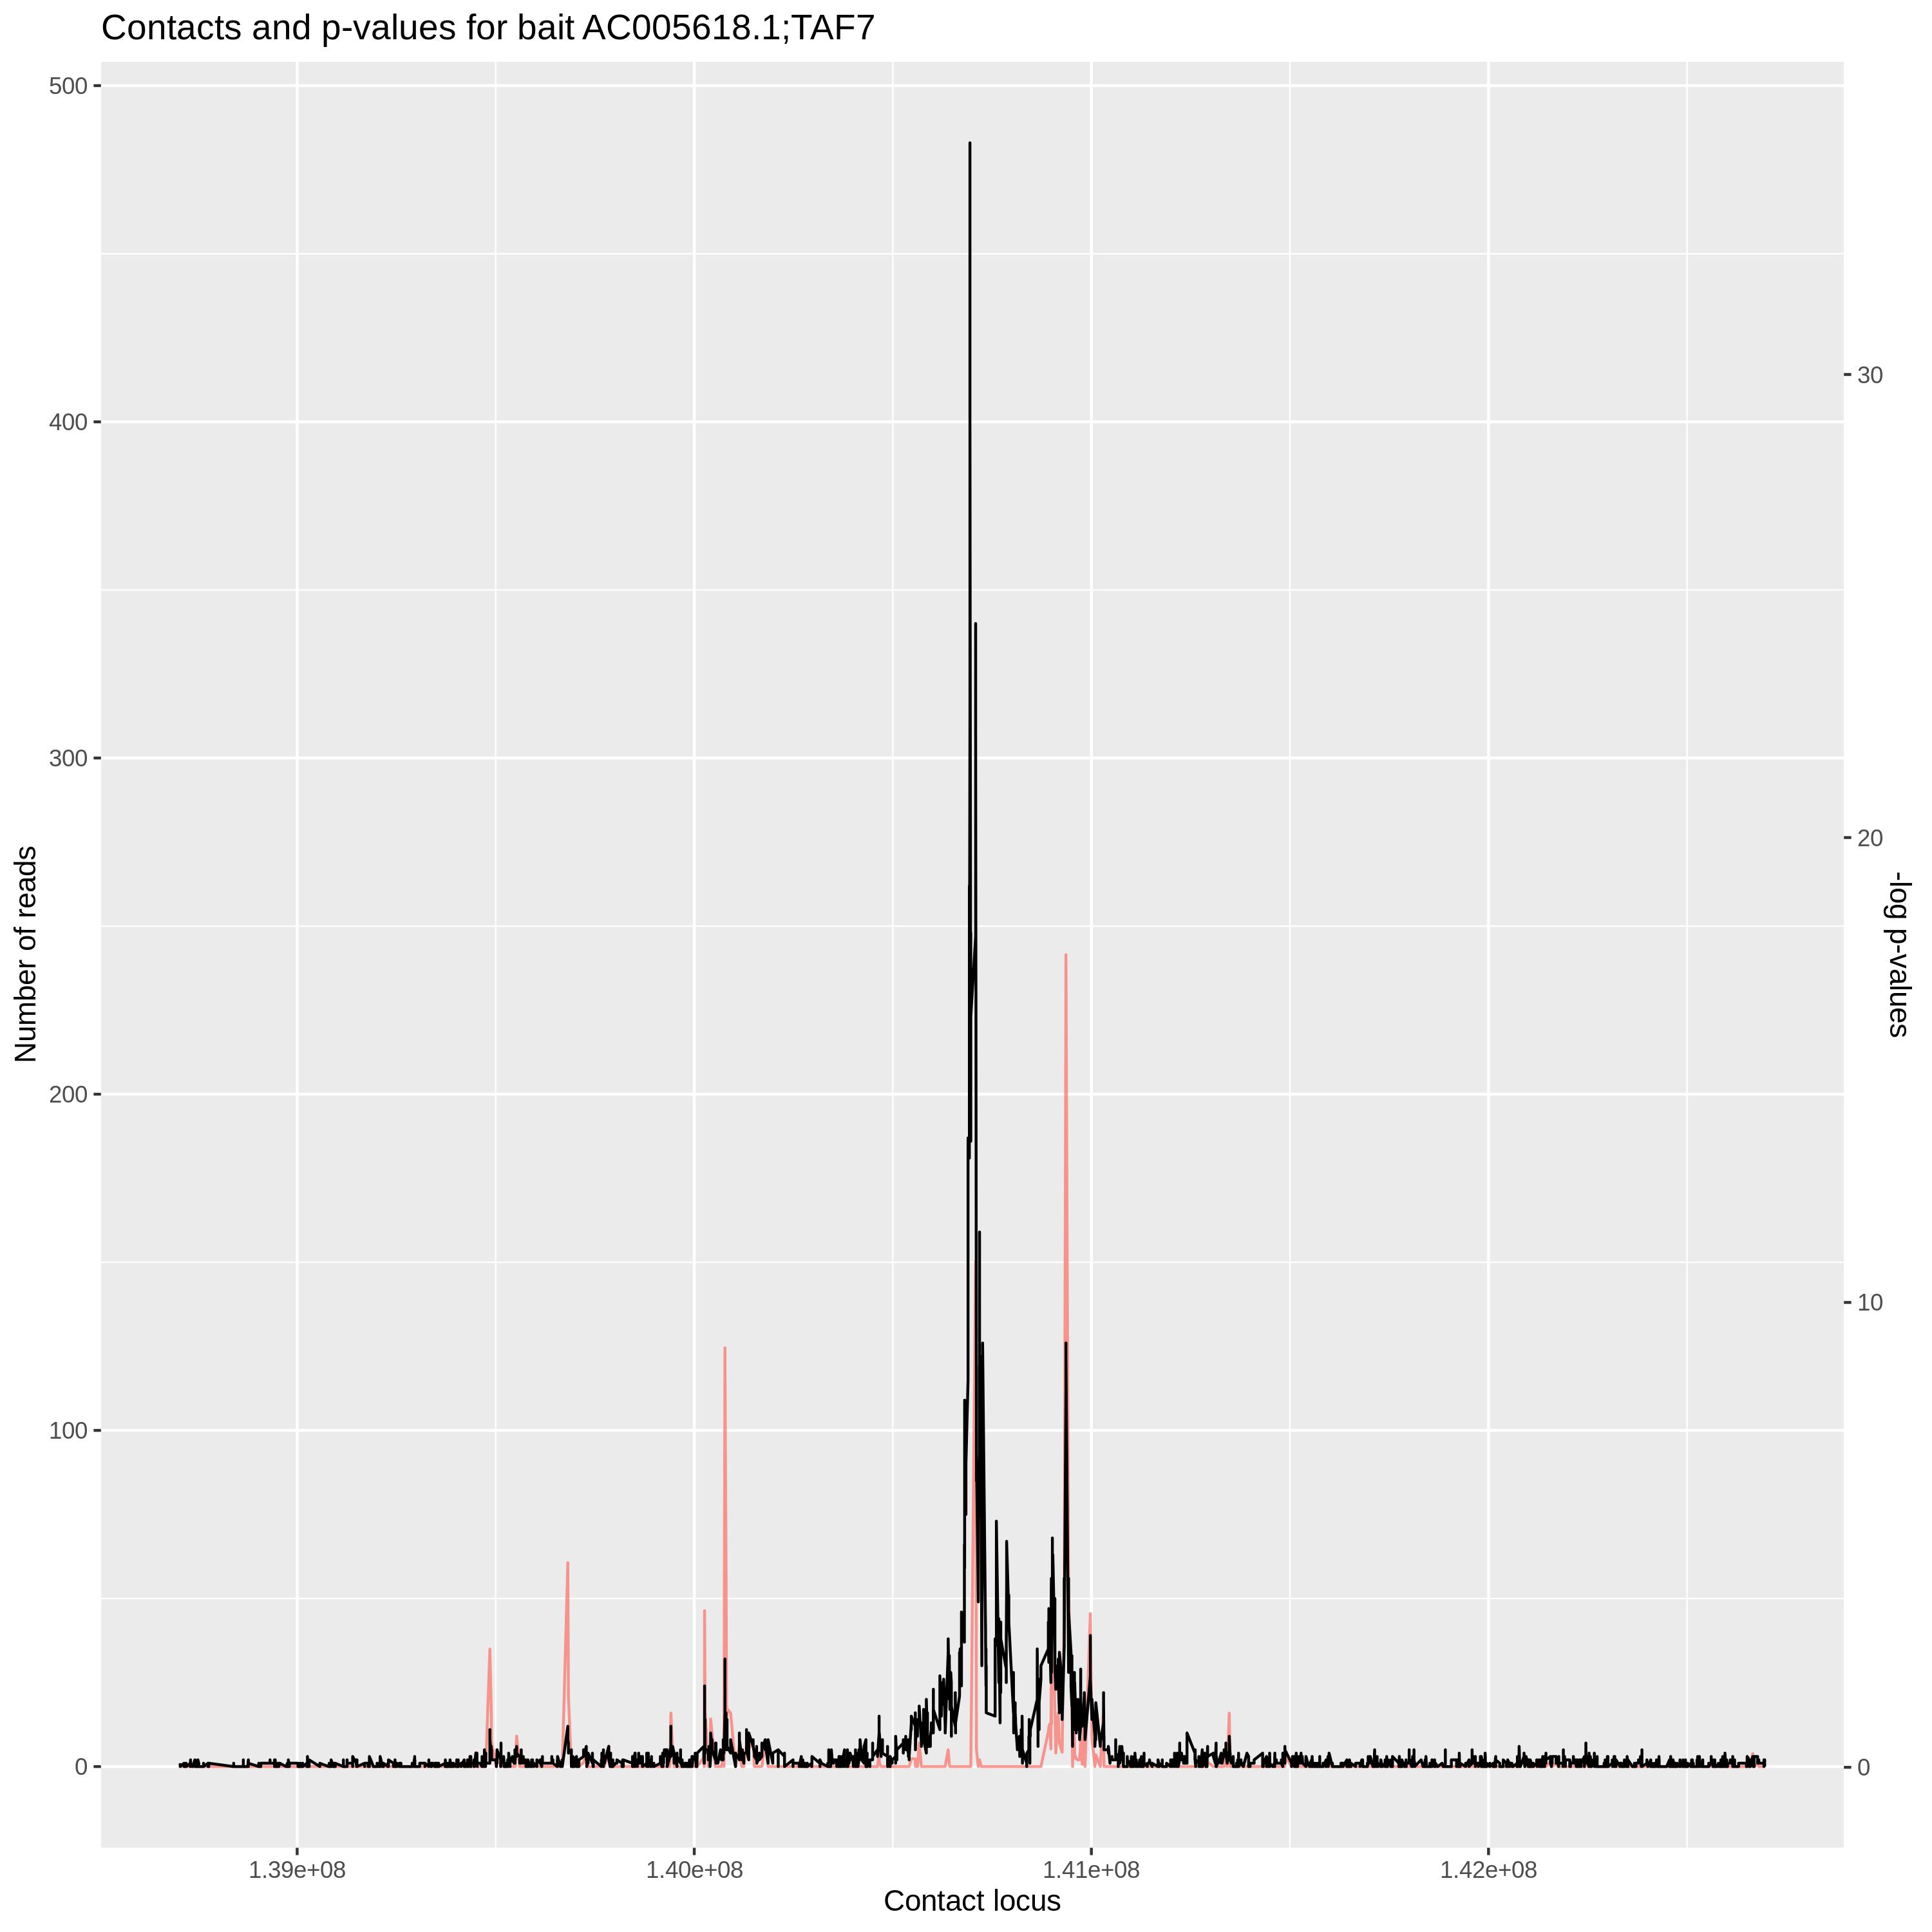 Contacts and p-values for bait AC005618.1;TAF7
500
400
300
200
100
0
Number of reads
30
20
10
0
-log p-values
1.39e+08
1.40e+08
1.41e+08
1.42e+08
Contact locus